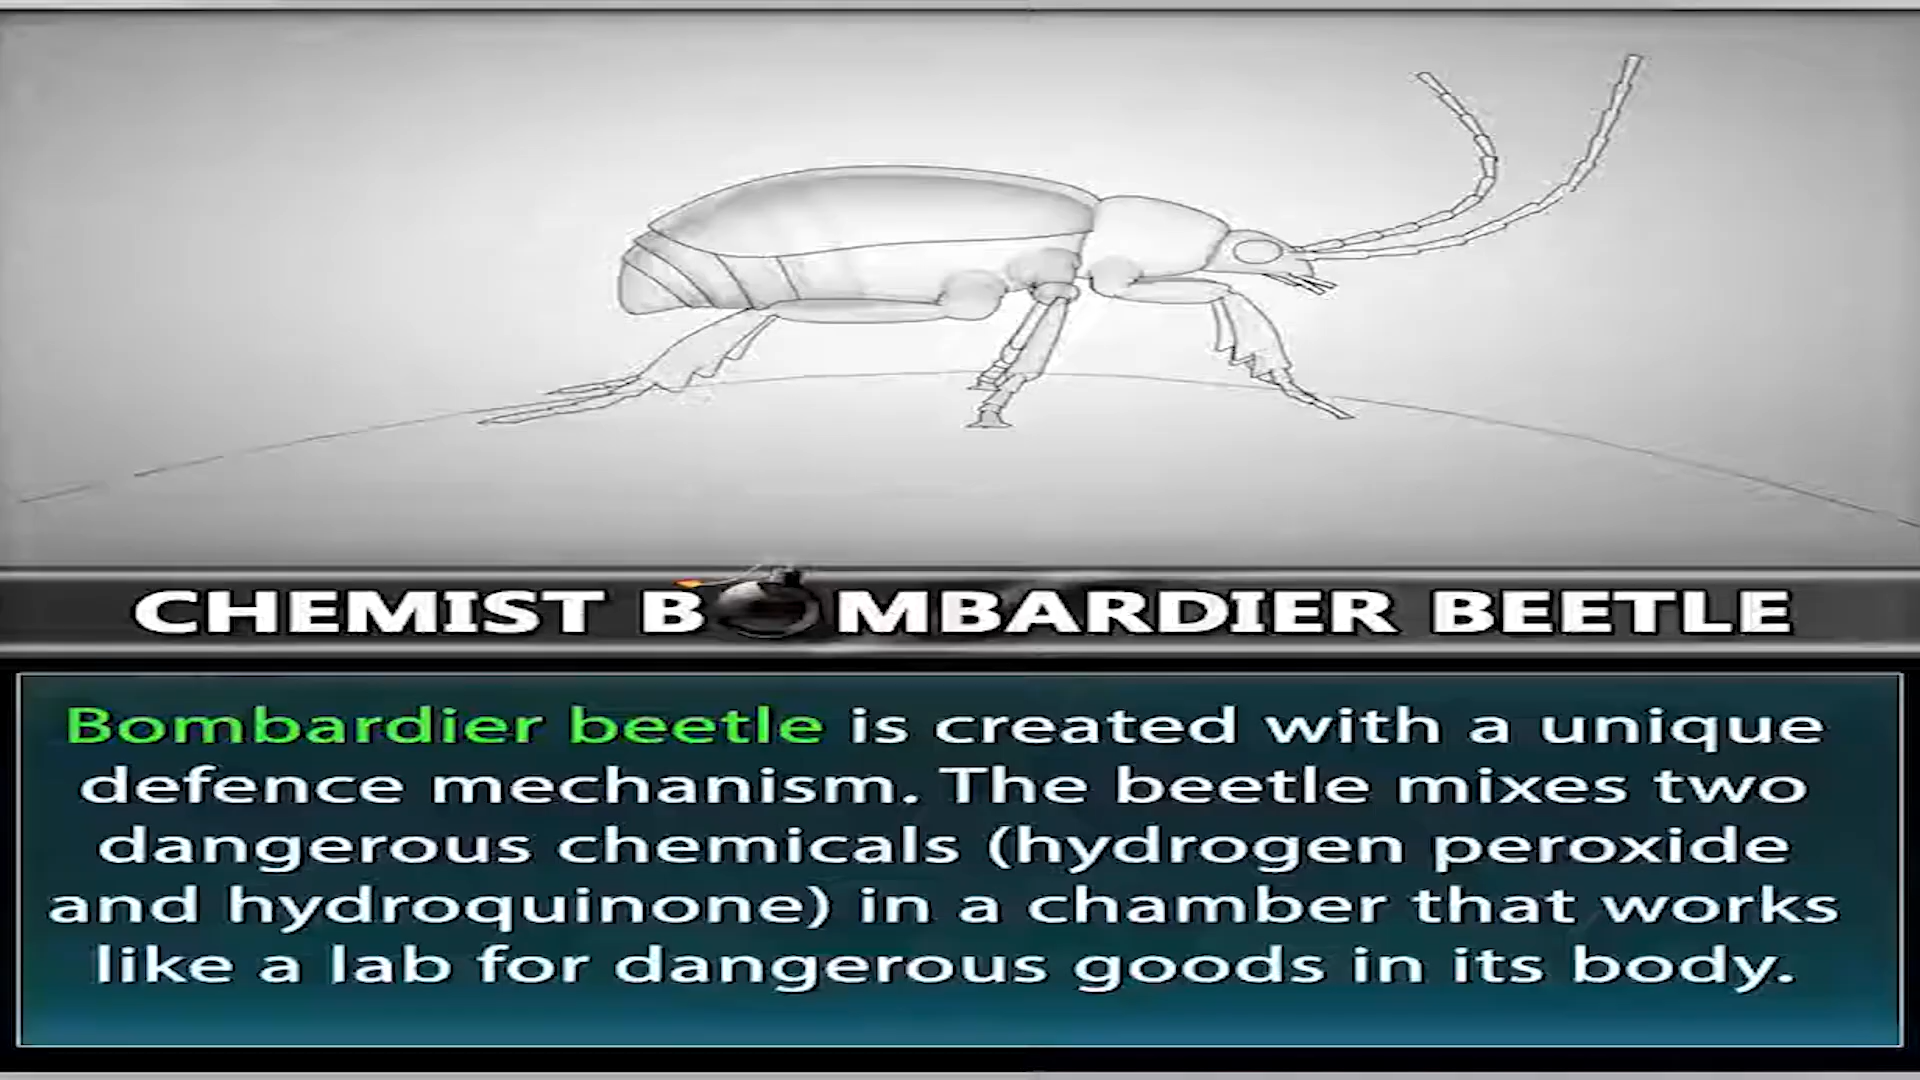 CHEMIST BOMBARDIER BEETLE
Bombardier beetle is created with a unique
defence mechanism. The beetle mixes two
dangerous chemicals (hydrogen peroxide
and hydroquinone) in a chamber that works
like a lab for dangerous goods in its body.